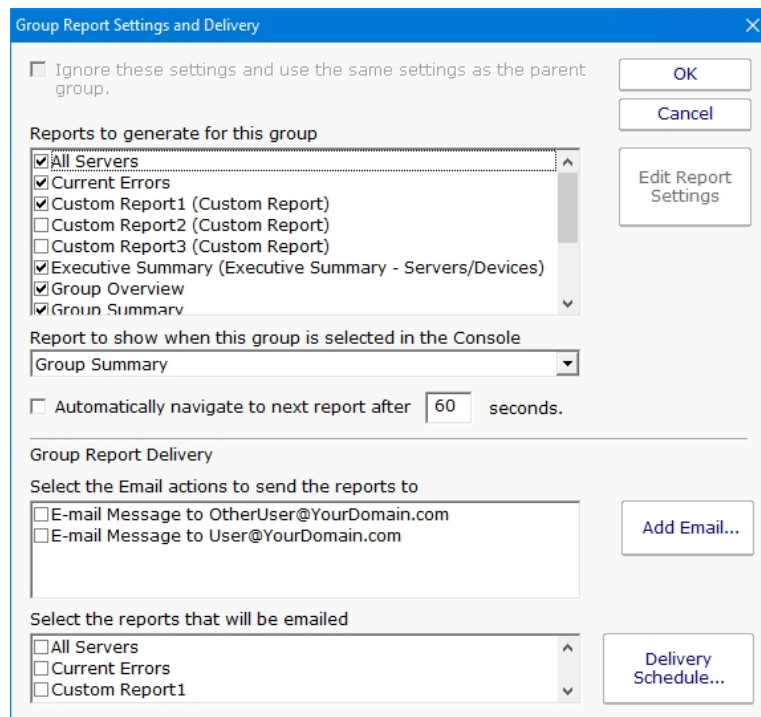 Group Report Settings and Delivery
Ignore these settings and use the same settings as the parent
group.
OK
Cancel
Reports to generate for this group
All Servers
Current Errors
Custom Report1 (Custom Report)
Custom Report2 (Custom Report)
Custom Report3 (Custom Report)
Executive Summary (Executive Summary - Servers/Devices)
Group Overview
Group Summary
Edit Report
Settings
Report to show when this group is selected in the Console
Group Summary
Automatically navigate to next report after 60 seconds.
Group Report Delivery
Select the Email actions to send the reports to
E-mail Message to OtherUser@YourDomain.com
E-mail Message to User@YourDomain.com
Add Email...
Select the reports that will be emailed
All Servers
Current Errors
Custom Report1
Delivery
Schedule...